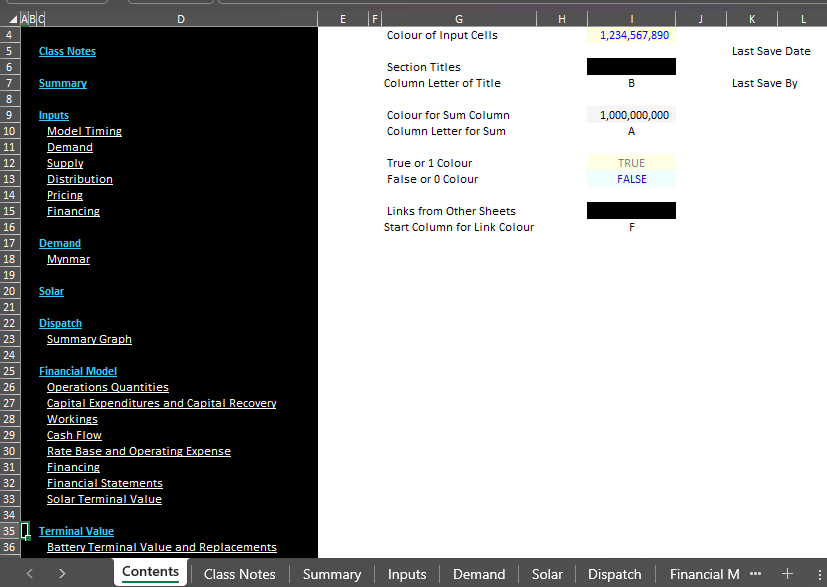 A B C D E F G H I J K L
4 Colour of Input Cells 1,234,567,890
5 Class Notes Last Save Date
6 Section Titles
7 Summary Column Letter of Title B Last Save By
8
9 Inputs Colour for Sum Column 1,000,000,000
10 Model Timing Column Letter for Sum A
11 Demand
12 Supply True or 1 Colour TRUE
13 Distribution False or 0 Colour FALSE
14 Pricing
15 Financing Links from Other Sheets
16 Start Column for Link Colour F
17 Demand
18 Mynmar
19
20 Solar
21
22 Dispatch
23 Summary Graph
24
25 Financial Model
26 Operations Quantities
27 Capital Expenditures and Capital Recovery
28 Workings
29 Cash Flow
30 Rate Base and Operating Expense
31 Financing
32 Financial Statements
33 Solar Terminal Value
34
35 Terminal Value
36 Battery Terminal Value and Replacements
Contents Class Notes Summary Inputs Demand Solar Dispatch Financial M ···